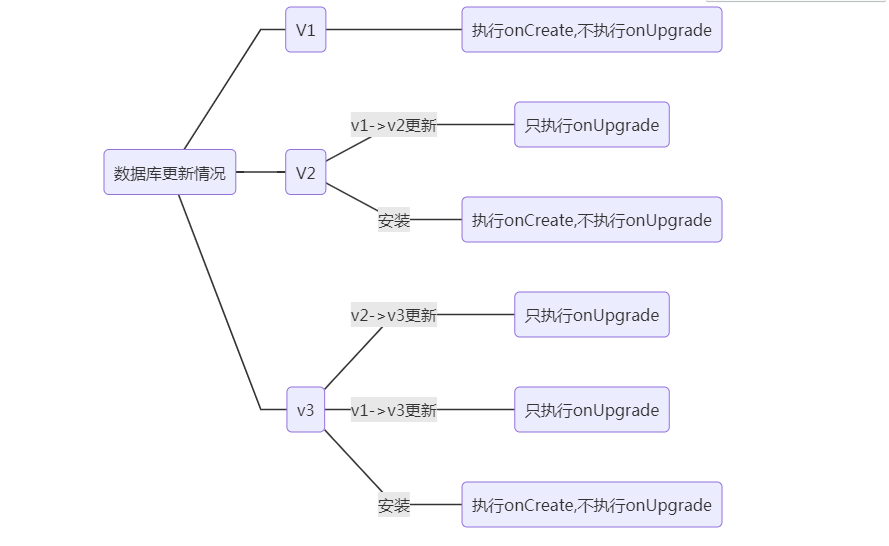 V1
执行onCreate,不执行onUpgrade
v1->v2更新
只执行onUpgrade
数据库更新情况
V2
安装
执行onCreate,不执行onUpgrade
v2->v3更新
只执行onUpgrade
v3
v1->v3更新
只执行onUpgrade
安装
执行onCreate,不执行onUpgrade